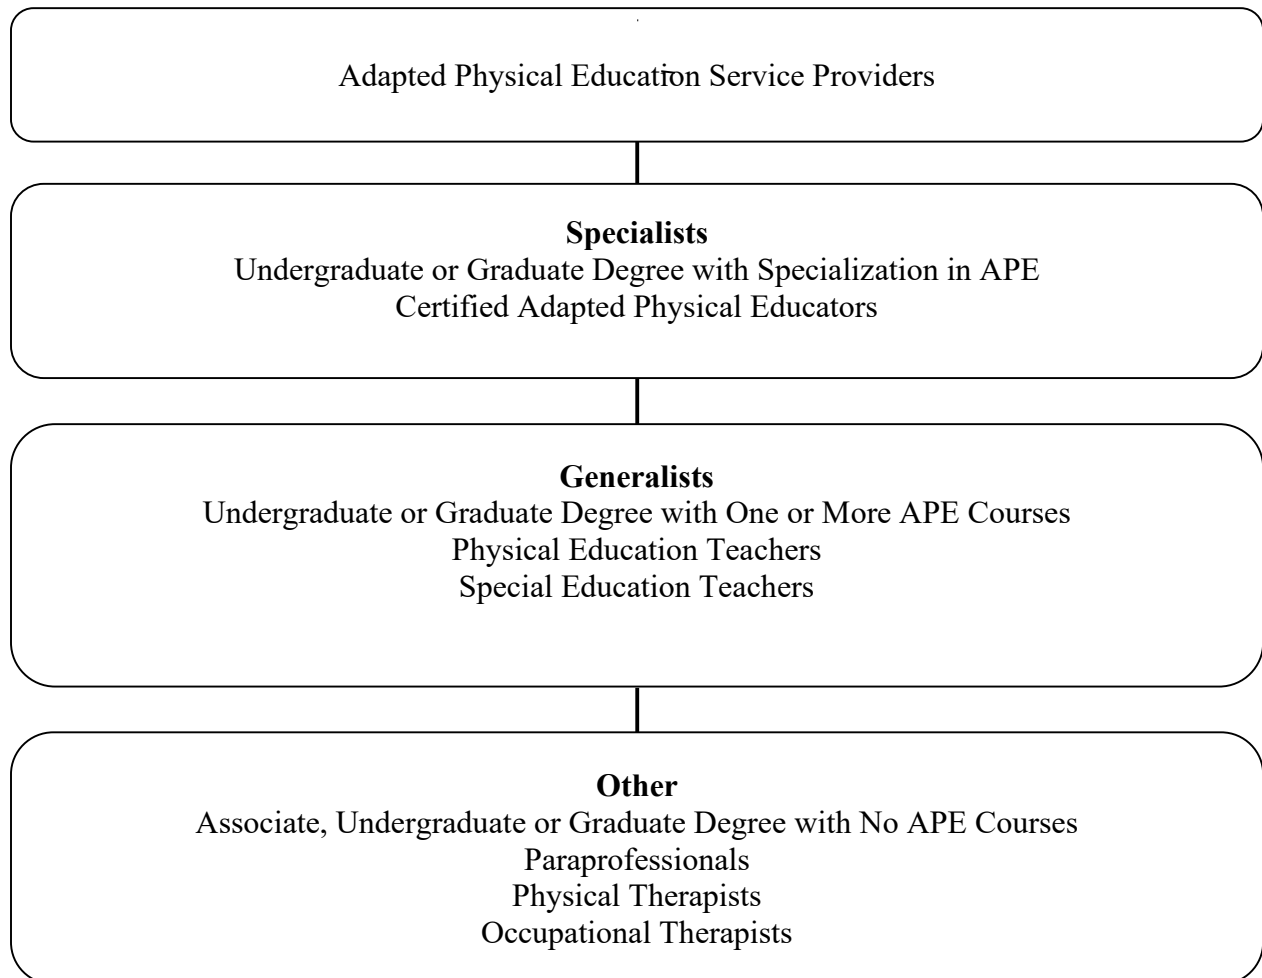 Adapted Physical Education Service Providers
Specialists
Undergraduate or Graduate Degree with Specialization in APE
Certified Adapted Physical Educators
Generalists
Undergraduate or Graduate Degree with One or More APE Courses
Physical Education Teachers
Special Education Teachers
Other
Associate, Undergraduate or Graduate Degree with No APE Courses
Paraprofessionals
Physical Therapists
Occupational Therapists